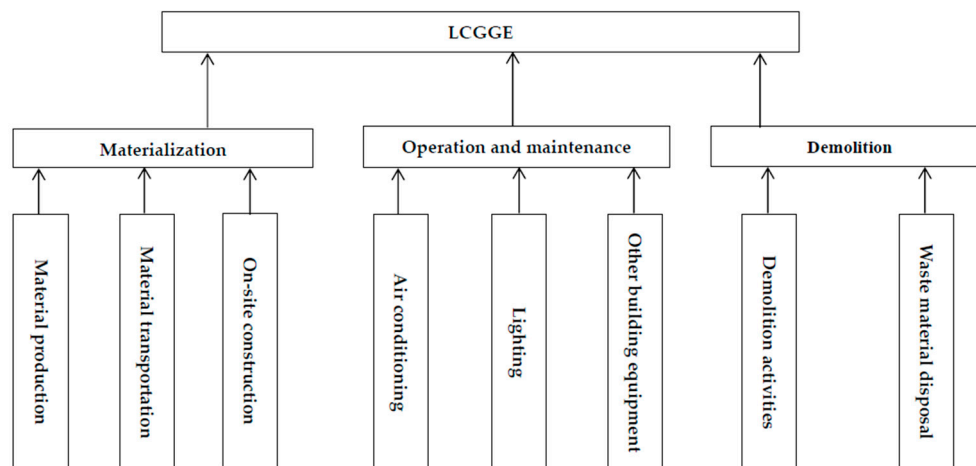 LCGGE
Materialization
Operation and maintenance
Demolition
Material production
Material transportation
On-site construction
Air conditioning
Lighting
Other building equipment
Demolition activities
Waste material disposal